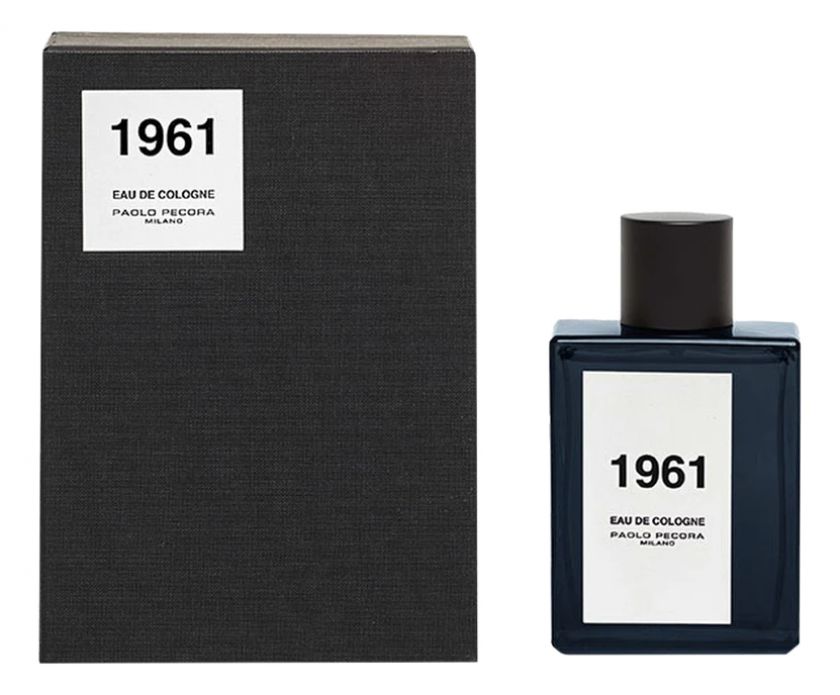 1961
EAU DE COLOGNE
PAOLO PECORA
MILANO
1961
EAU DE COLOGNE
PAOLO PECORA
MILANO